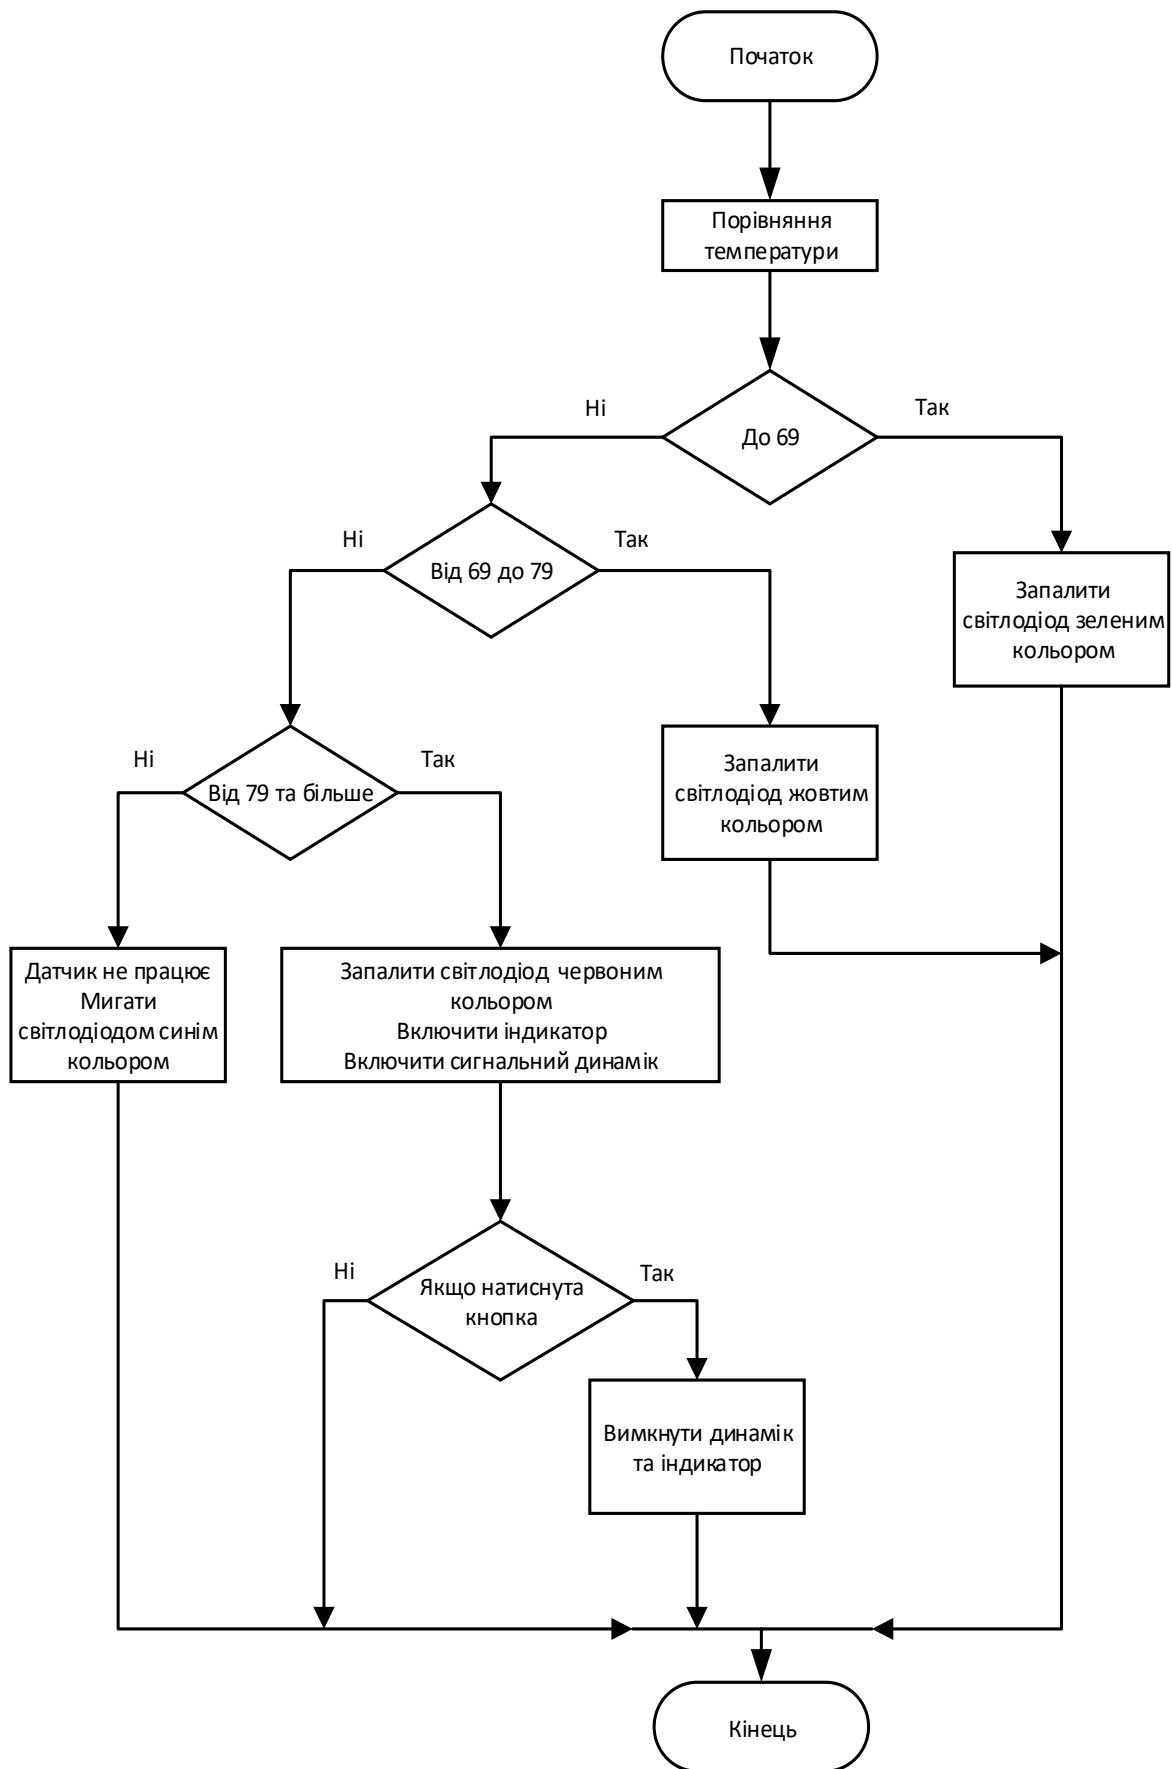 Початок
Порівняння
температури
До 69
Ні
Так
Від 69 до 79
Ні
Так
Запалити
світлодіод зеленим
кольором
Від 79 та більше
Ні
Так
Запалити
світлодіод жовтим
кольором
Датчик не працює
Мигати
світлодіодом синім
кольором
Запалити світлодіод червоним
кольором
Включити індикатор
Включити сигнальний динамік
Якщо натиснута
кнопка
Ні
Так
Вимкнути динамік
та індикатор
Кінець